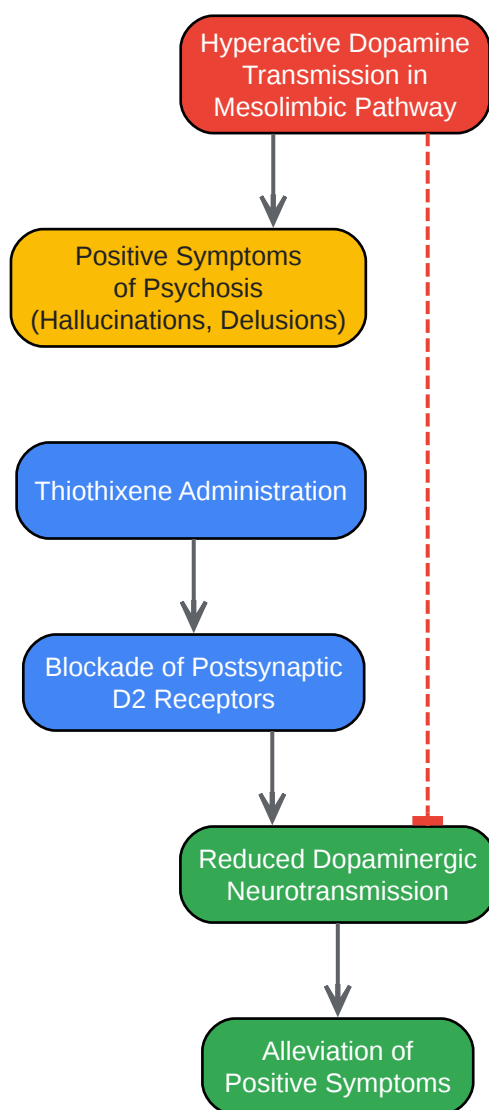 Hyperactive Dopamine
Transmission in
Mesolimbic Pathway
Positive Symptoms
of Psychosis
(Hallucinations, Delusions)
Thiothixene Administration
Blockade of Postsynaptic
D2 Receptors
Reduced Dopaminergic
Neurotransmission
Alleviation of
Positive Symptoms